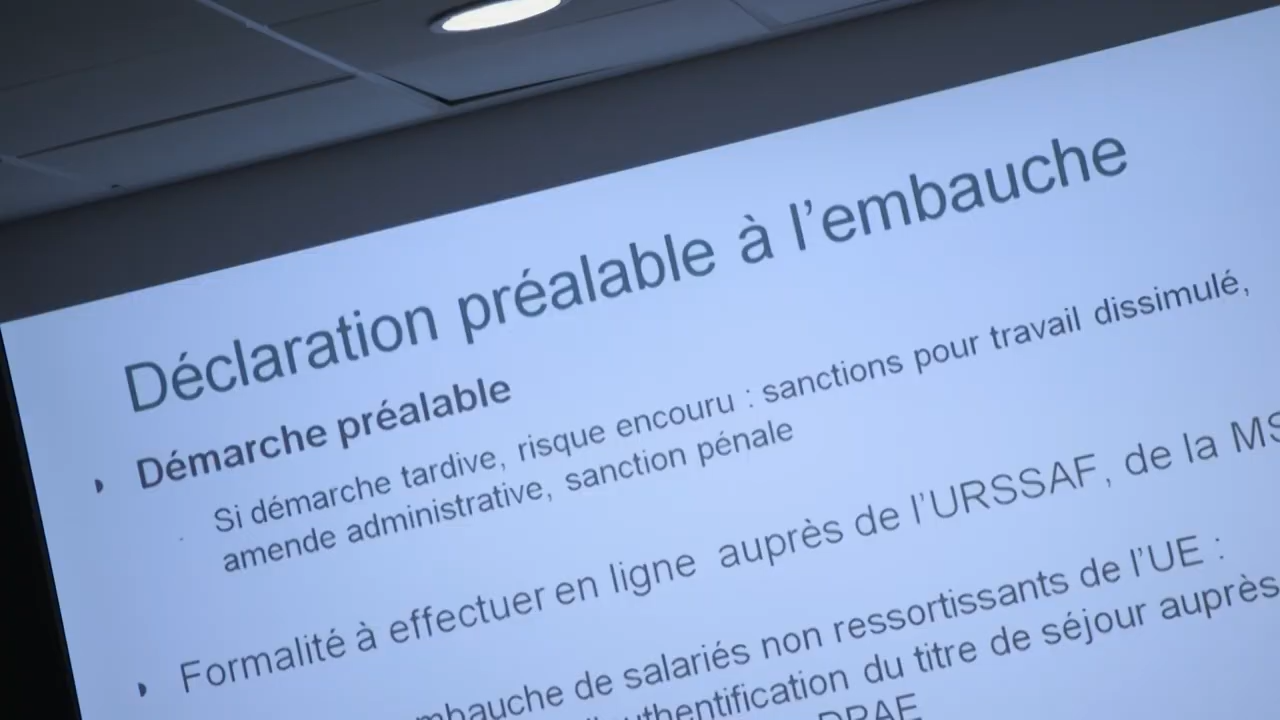 Déclaration préalable à l’embauche
Démarche préalable
Si démarche tardive, risque encouru : sanctions pour travail dissimulé,
amende administrative, sanction pénale
Formalité à effectuer en ligne auprès de l’URSSAF, de la
de salariés non ressortissants de l’UE :
du titre de séjour auprès